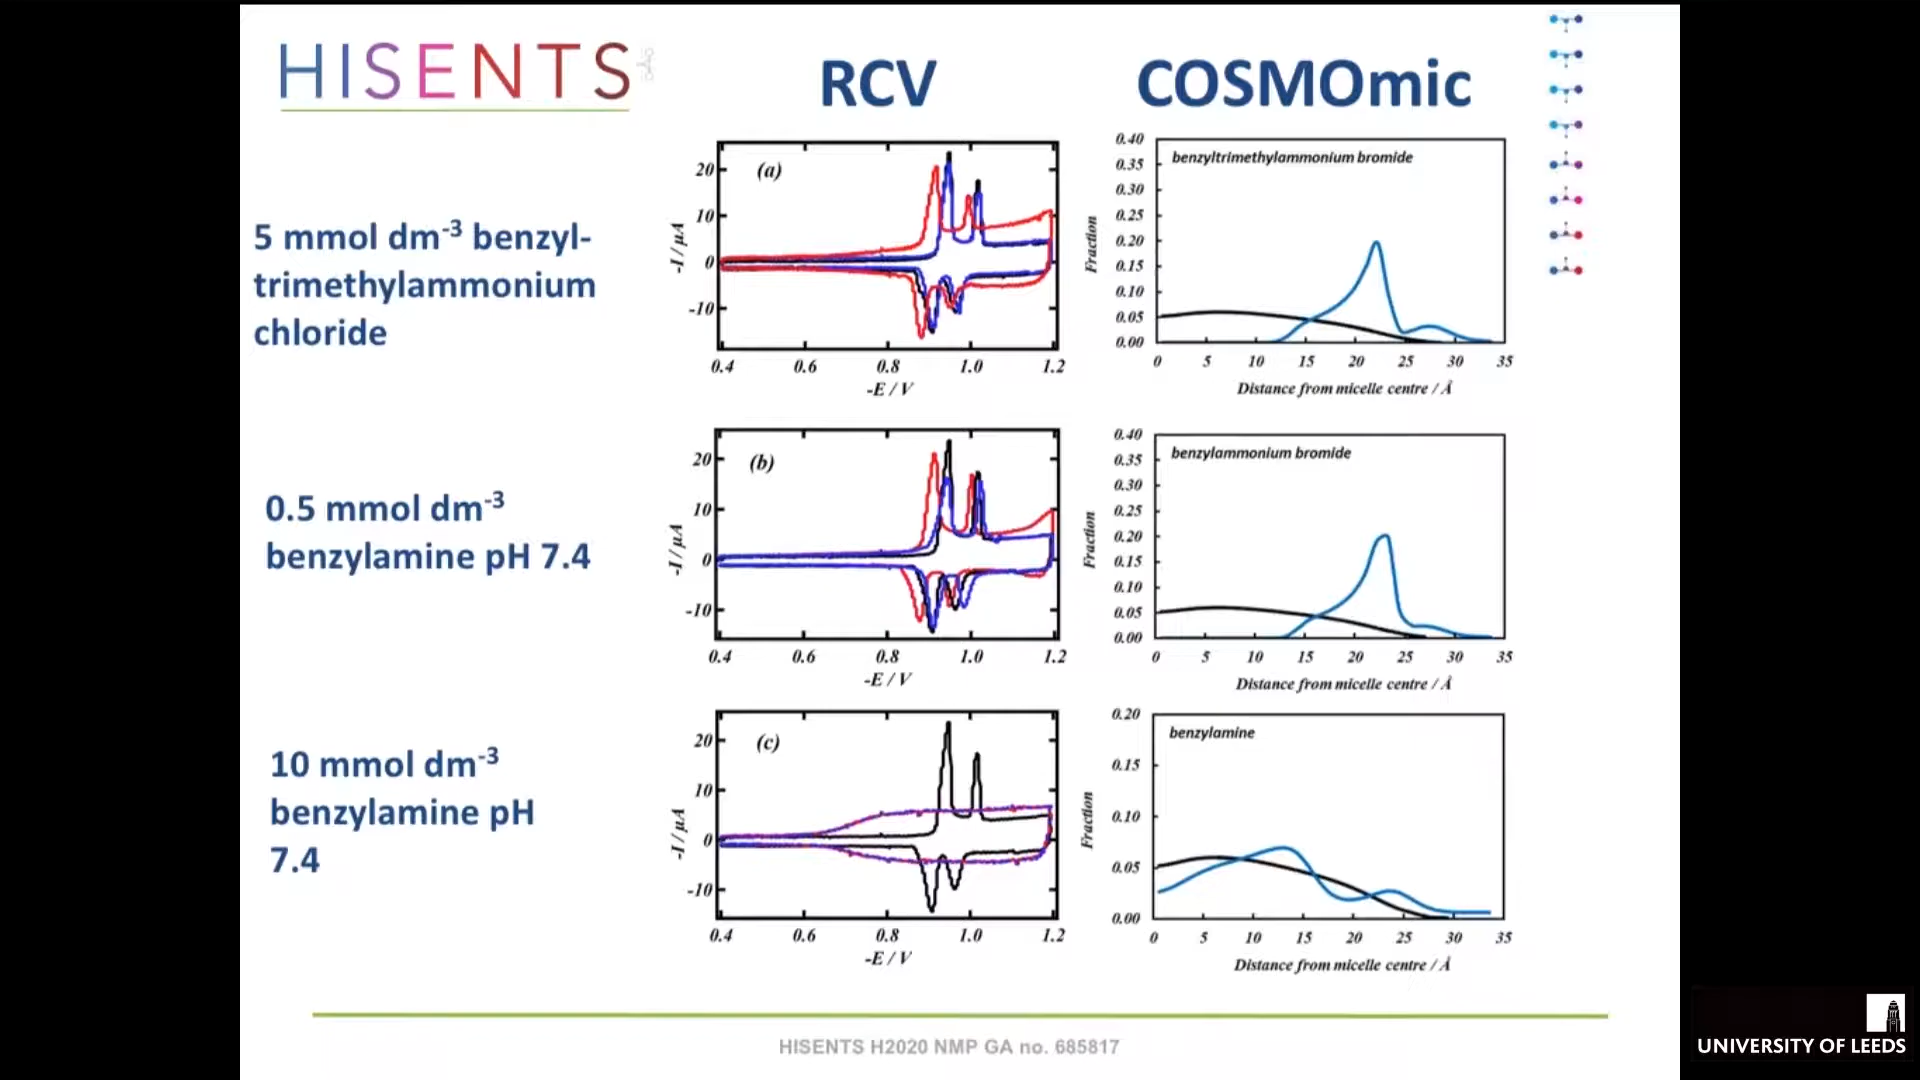 HISENTS
RCV
COSMOmic
5 mmol dm-3 benzyl-
trimethylammonium
chloride
(a)
20
10
0
-10
-I / µA
0.4 0.6 0.8 1.0 1.2
-E / V
benzyltrimethylammonium bromide
0.40
0.35
0.30
0.25
0.20
0.15
0.10
0.05
0.00
Fraction
0 5 10 15 20 25 30 35
Distance from micelle centre / Å
0.5 mmol dm-3
benzylamine pH 7.4
(b)
20
10
0
-10
-I / µA
0.4 0.6 0.8 1.0 1.2
-E / V
benzylammonium bromide
0.40
0.35
0.30
0.25
0.20
0.15
0.10
0.05
0.00
Fraction
0 5 10 15 20 25 30 35
Distance from micelle centre / Å
10 mmol dm-3
benzylamine pH
7.4
(c)
20
10
0
-10
-I / µA
0.4 0.6 0.8 1.0 1.2
-E / V
benzylamine
0.20
0.15
0.10
0.05
0.00
Fraction
0 5 10 15 20 25 30 35
Distance from micelle centre / Å
HISENTS H2020 NMP GA no. 685817
UNIVERSITY OF LEEDS